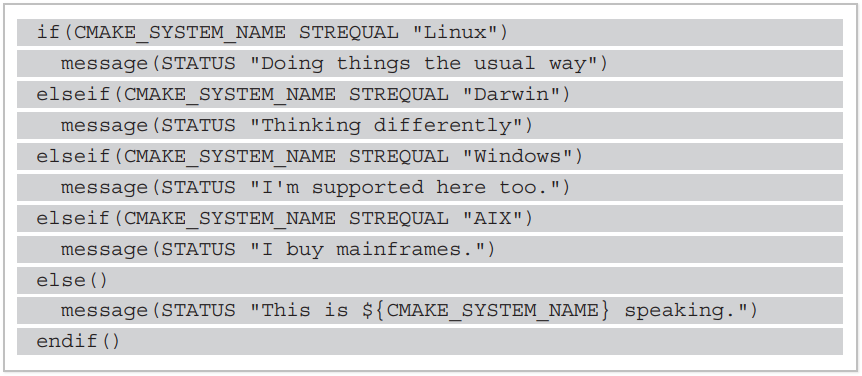 if(CMAKE_SYSTEM_NAME STREQUAL "Linux")
  message(STATUS "Doing things the usual way")
elseif(CMAKE_SYSTEM_NAME STREQUAL "Darwin")
  message(STATUS "Thinking differently")
elseif(CMAKE_SYSTEM_NAME STREQUAL "Windows")
  message(STATUS "I'm supported here too.")
elseif(CMAKE_SYSTEM_NAME STREQUAL "AIX")
  message(STATUS "I buy mainframes.")
else()
  message(STATUS "This is ${CMAKE_SYSTEM_NAME} speaking.")
endif()